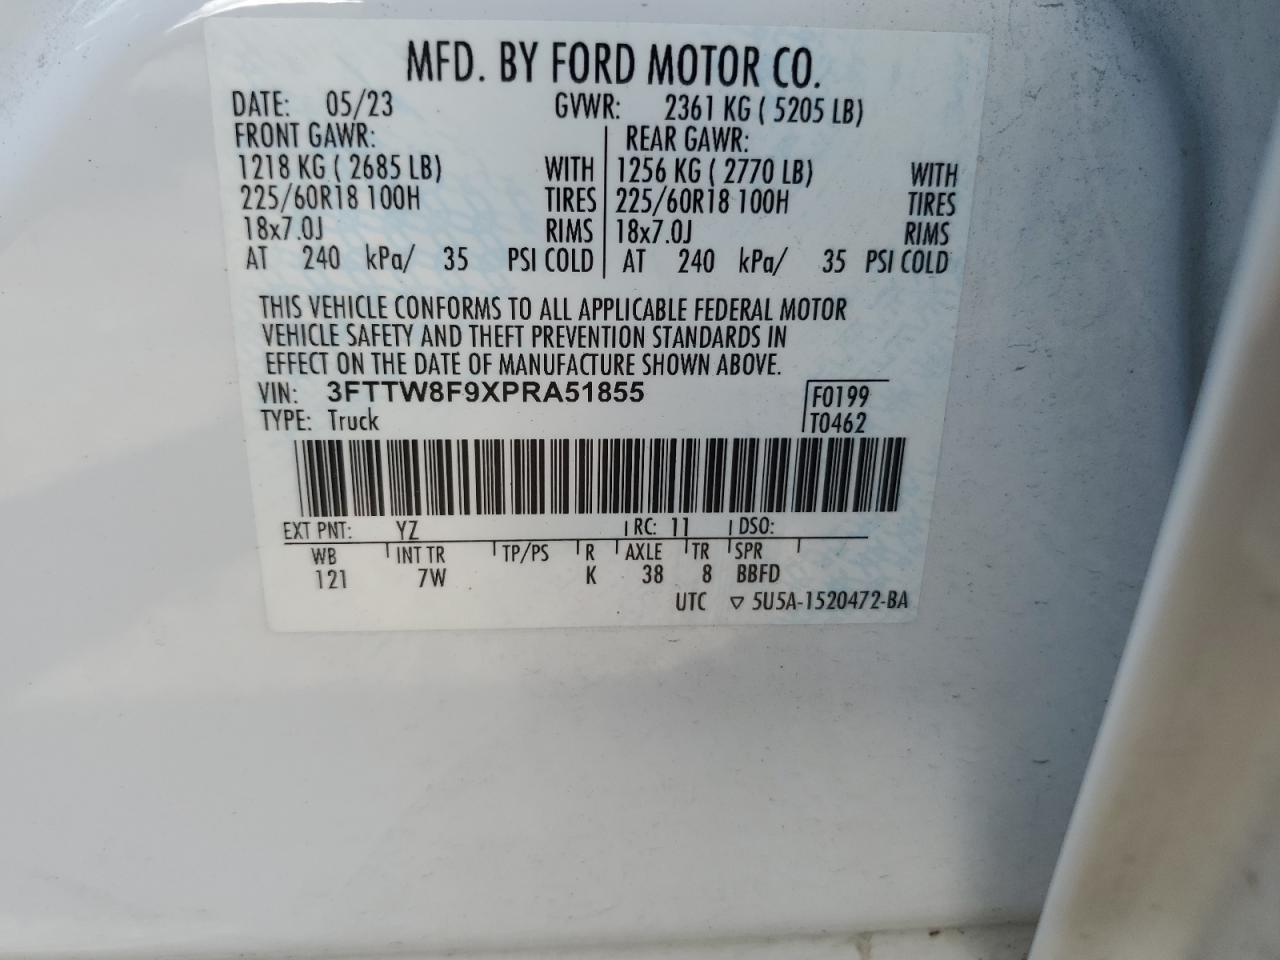 MFD. BY FORD MOTOR CO.
DATE: 05/23 GVWR: 2361 KG ( 5205 LB)
FRONT GAWR: REAR GAWR:
1218 KG ( 2685 LB) WITH 1256 KG ( 2770 LB) WITH
225/60R18 100H TIRES 225/60R18 100H TIRES
18x7.0J RIMS 18x7.0J RIMS
AT 240 kPa/ 35 PSI COLD AT 240 kPa/ 35 PSI COLD
THIS VEHICLE CONFORMS TO ALL APPLICABLE FEDERAL MOTOR
VEHICLE SAFETY AND THEFT PREVENTION STANDARDS IN
EFFECT ON THE DATE OF MANUFACTURE SHOWN ABOVE.
VIN: 3FTTW8F9XPRA51855 F0199
TYPE: Truck T0462
EXT PNT: YZ RC: 11 DSO:
WB INT TR TP/PS R AXLE TR SPR
121 7W K 38 8 BBFD
UTC ▽ 5U5A-1520472-BA